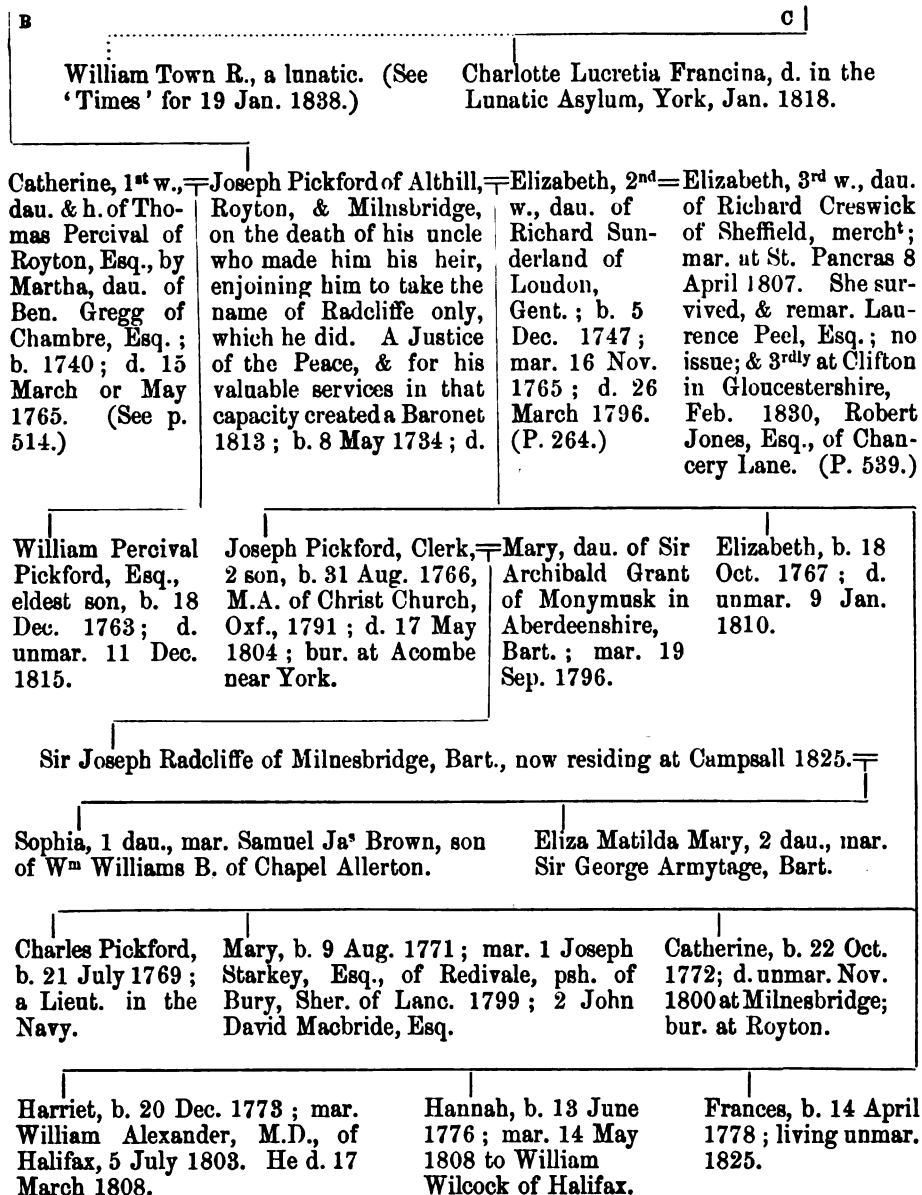 B
C
William Town R., a lunatic. (See
'Times' for 19 Jan. 1838.)
Charlotte Lucretia Francina, d. in the
Lunatic Asylum, York, Jan. 1818.
Catherine, 1st w.,
dau. & h. of Tho-
mas Percival of
Royton, Esq., by
Martha, dau. of
Ben. Gregg of
Chambre, Esq. ;
b. 1740 ; d. 15
March or May
1765. (See p.
514.)
Joseph Pickford of Althill,
Royton, & Milnsbridge,
on the death of his uncle
who made him his heir,
enjoining him to take the
name of Radcliffe only,
which he did. A Justice
of the Peace, & for his
valuable services in that
capacity created a Baronet
1813 ; b. 8 May 1734 ; d.
Elizabeth, 2nd
w., dau. of
Richard Sun-
derland of
Loudon,
Gent. ; b. 5
Dec. 1747 ;
mar. 16 Nov.
1765 ; d. 26
March 1796.
(P. 264.)
Elizabeth, 3rd w., dau.
of Richard Creswick
of Sheffield, mercht;
mar. at St. Pancras 8
April 1807. She sur-
vived, & remar. Lau-
rence Peel, Esq. ; no
issue; & 3rdly at Clifton
in Gloucestershire,
Feb. 1830, Robert
Jones, Esq., of Chan-
cery Lane. (P. 539.)
William Percival
Pickford, Esq.,
eldest son, b. 18
Dec. 1763 ; d.
unmar. 11 Dec.
1815.
Joseph Pickford, Clerk,
2 son, b. 31 Aug. 1766,
M.A. of Christ Church,
Oxf., 1791 ; d. 17 May
1804 ; bur. at Acombe
near York.
Mary, dau. of Sir
Archibald Grant
of Monymusk in
Aberdeenshire,
Bart. ; mar. 19
Sep. 1796.
Elizabeth, b. 18
Oct. 1767 ; d.
unmar. 9 Jan.
1810.
Sir Joseph Radcliffe of Milnesbridge, Bart., now residing at Campsall 1825.
Sophia, 1 dau., mar. Samuel Jas Brown, son
of Wm Williams B. of Chapel Allerton.
Eliza Matilda Mary, 2 dau., mar.
Sir George Armytage, Bart.
Charles Pickford,
b. 21 July 1769 ;
a Lieut. in the
Navy.
Mary, b. 9 Aug. 1771 ; mar. 1 Joseph
Starkey, Esq., of Redivale, psh. of
Bury, Sher. of Lanc. 1799 ; 2 John
David Macbride, Esq.
Catherine, b. 22 Oct.
1772; d. unmar. Nov.
1800 at Milnesbridge;
bur. at Royton.
Harriet, b. 20 Dec. 1773 ; mar.
William Alexander, M.D., of
Halifax, 5 July 1803. He d. 17
March 1808.
Hannah, b. 13 June
1776 ; mar. 14 May
1808 to William
Wilcock of Halifax.
Frances, b. 14 April
1778 ; living unmar.
1825.